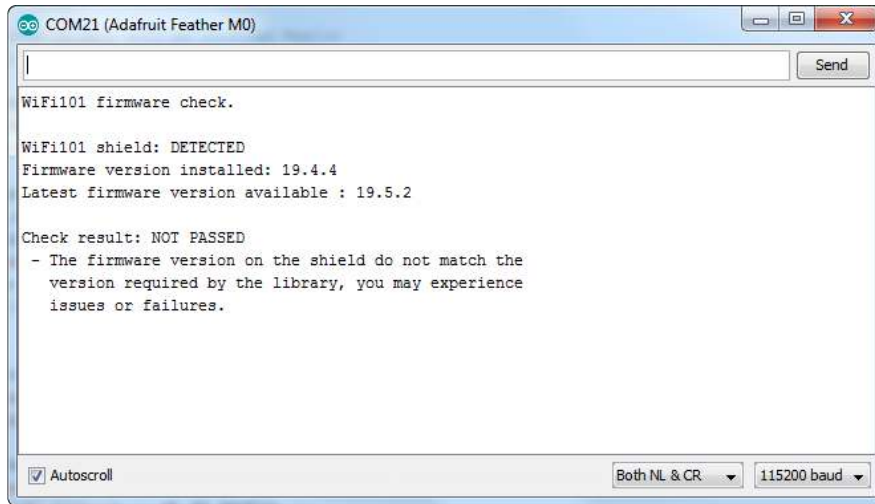 COM21 (Adafruit Feather M0)
Send
WiFi101 firmware check.
WiFi101 shield: DETECTED
Firmware version installed: 19.4.4
Latest firmware version available : 19.5.2
Check result: NOT PASSED
- The firmware version on the shield do not match the
version required by the library, you may experience
issues or failures.
Autoscroll
Both NL & CR
115200 baud